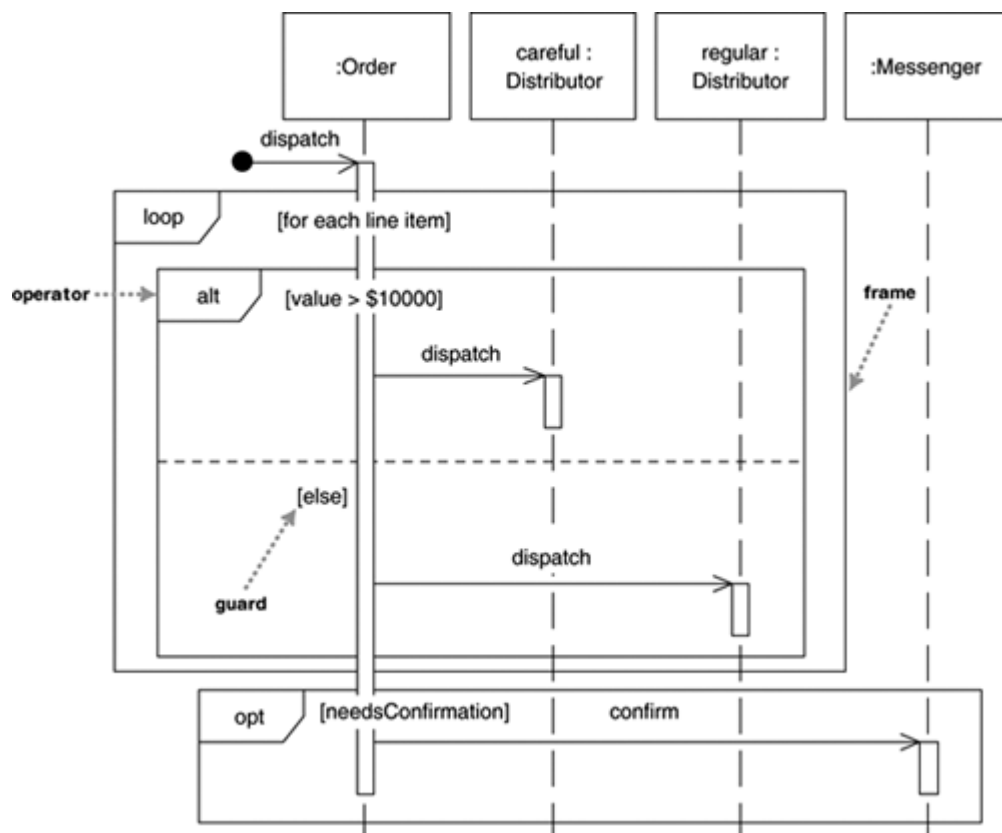 :Order
careful :
Distributor
regular :
Distributor
:Messenger
dispatch
loop
[for each line item]
operator
alt
[value > $10000]
frame
dispatch
[else]
dispatch
guard
opt
[needsConfirmation]
confirm